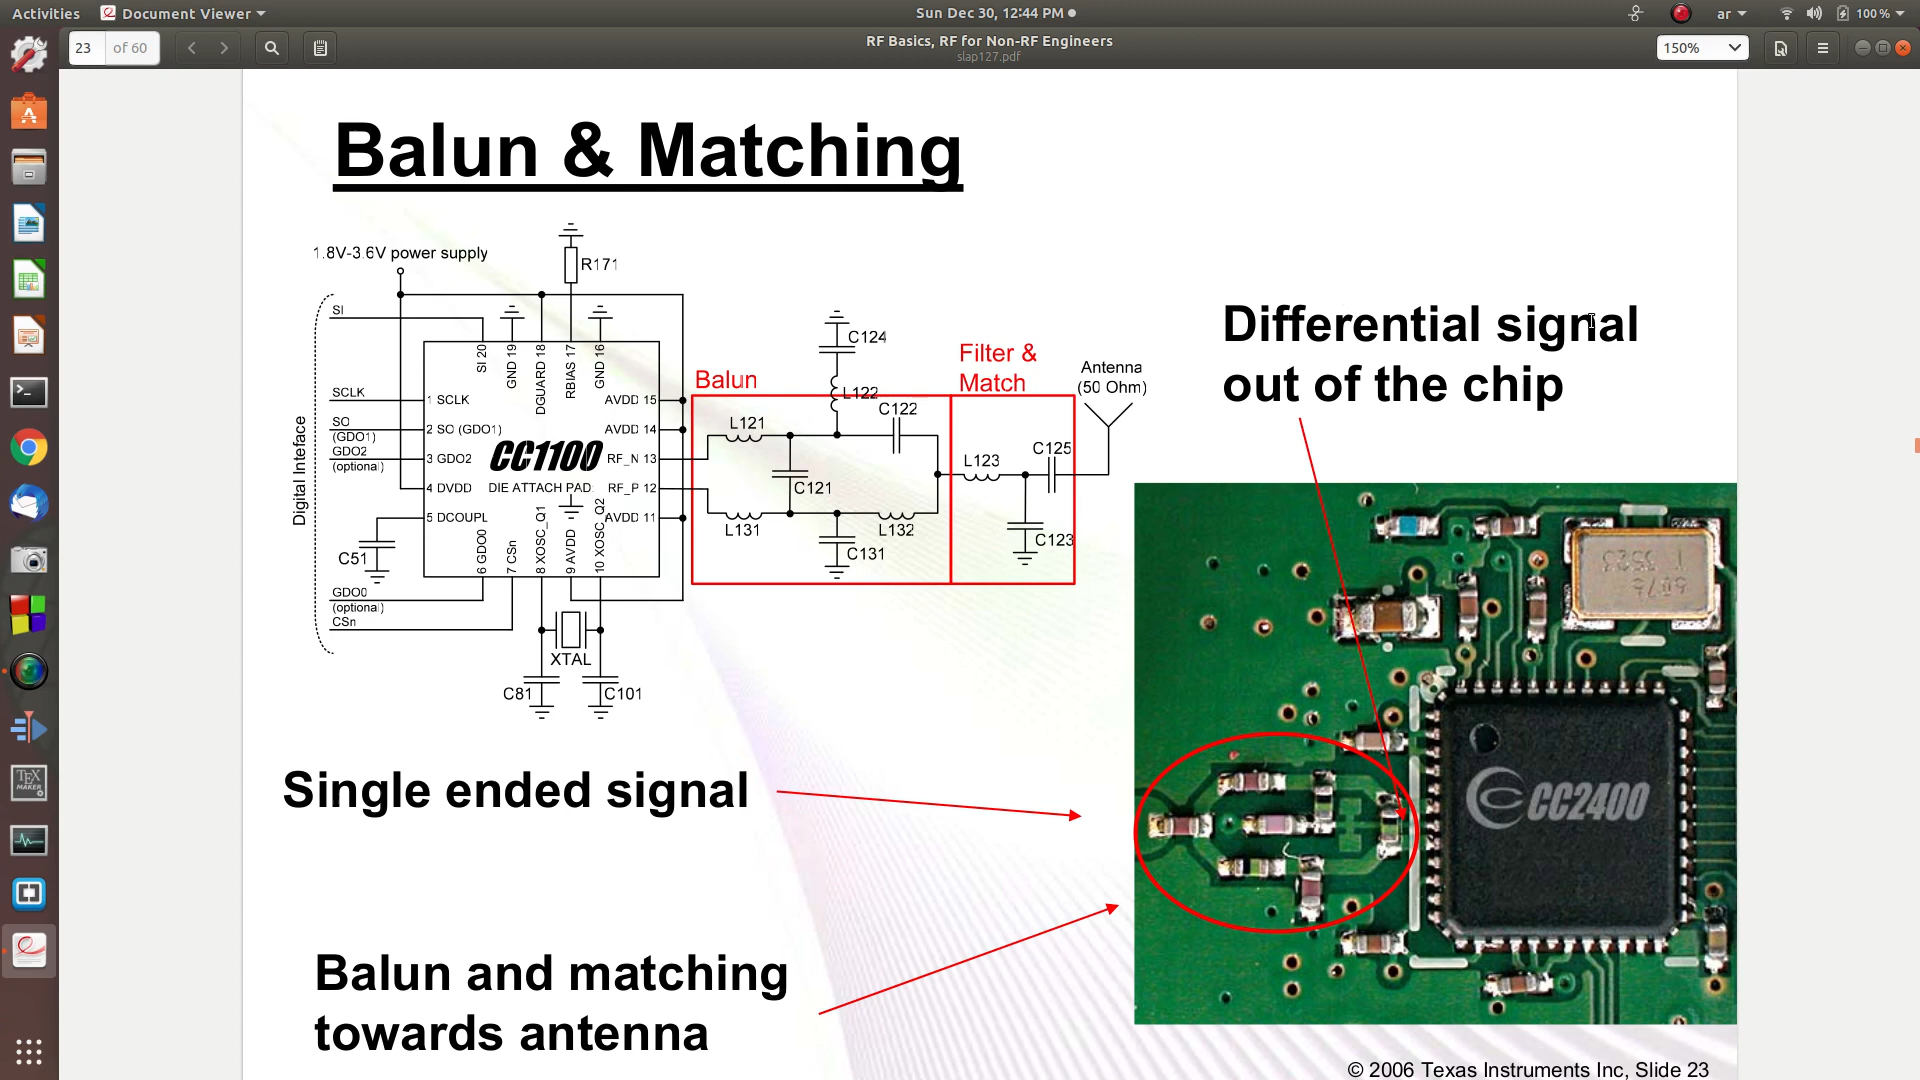 Activities
Document Viewer
Sun Dec 30, 12:44 PM
ar
100 %
23
of 60
RF Basics, RF for Non-RF Engineers
slap127.pdf
150%
Balun & Matching
1.8V-3.6V power supply
R171
SI
SI 20
GND 19
DGUARD 18
RBIAS 17
GND 16
Digital Inteface
SCLK
SO
(GDO1)
GDO2
(optional)
1 SCLK
2 SO (GDO1)
3 GDO2
4 DVDD
5 DCOUPL
CC1100
DIE ATTACH PAD:
AVDD 15
AVDD 14
RF_N 13
RF_P 12
AVDD 11
6 GDO0
7 CSn
8 XOSC_Q1
9 AVDD
10 XOSC_Q2
C51
GDO0
(optional)
CSn
XTAL
C81
C101
Balun
C124
L122
C122
L121
C121
L131
C131
L132
Filter &
Match
L123
C125
C123
Antenna
(50 Ohm)
Differential signal
out of the chip
CC2400
Single ended signal
Balun and matching
towards antenna
© 2006 Texas Instruments Inc, Slide 23